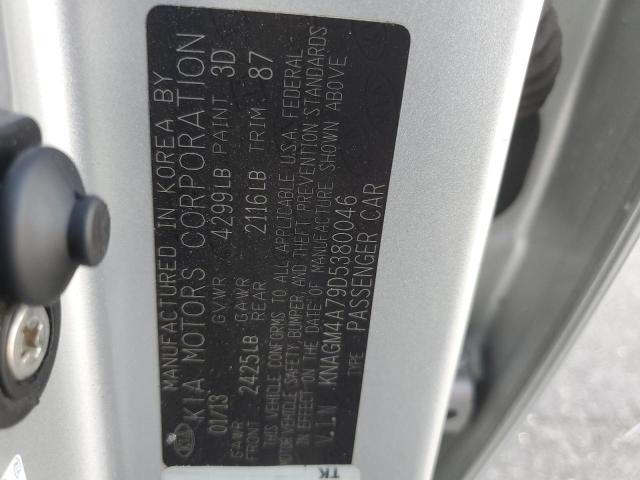 MANUFACTURED IN KOREA BY
KIA KIA MOTORS CORPORATION
01/13 GVWR 4299LB PAINT 3D
GAWR FRONT 2425LB GAWR REAR 2116LB TRIM 87
THIS VEHICLE CONFORMS TO ALL APPLICABLE U.S.A. FEDERAL
MOTOR VEHICLE SAFETY, BUMPER, AND THEFT PREVENTION STANDARDS
IN EFFECT ON THE DATE OF MANUFACTURE SHOWN ABOVE
V.I.N KNAGM4A79D5380046
TYPE PASSENGER CAR
TK